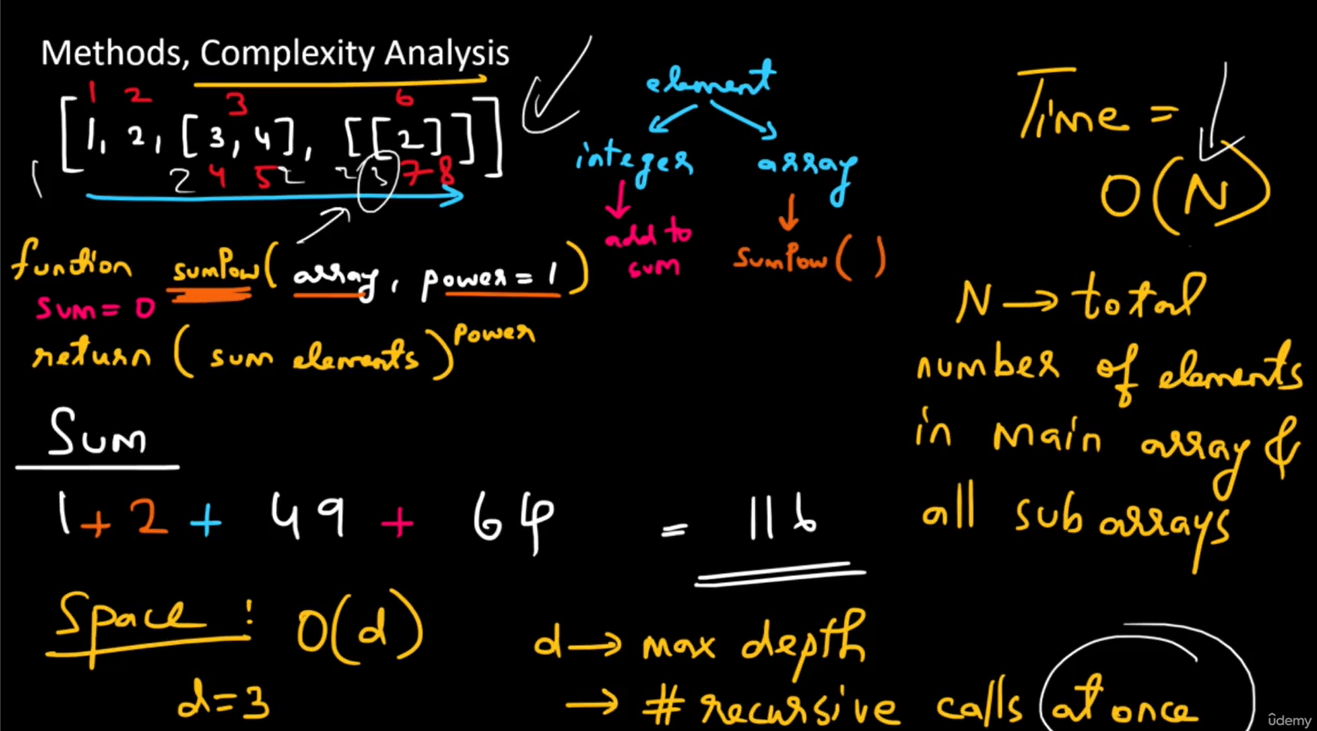 Methods, Complexity Analysis
1 2 3 6
[1, 2, [3, 4], [[2]]]
1 2 4 5 2 2 3 7 8
element
integer array
add to sum
sumPow( )
function sumPow( array, power = 1 )
sum = 0
return ( sum elements ) power
Time =
O(N)
N → total
number of elements
in main array &
all sub arrays
Sum
1 + 2 + 49 + 64 = 116
Space : O(d)
d = 3
d → max depth
→ # recursive calls at once
ûdemy